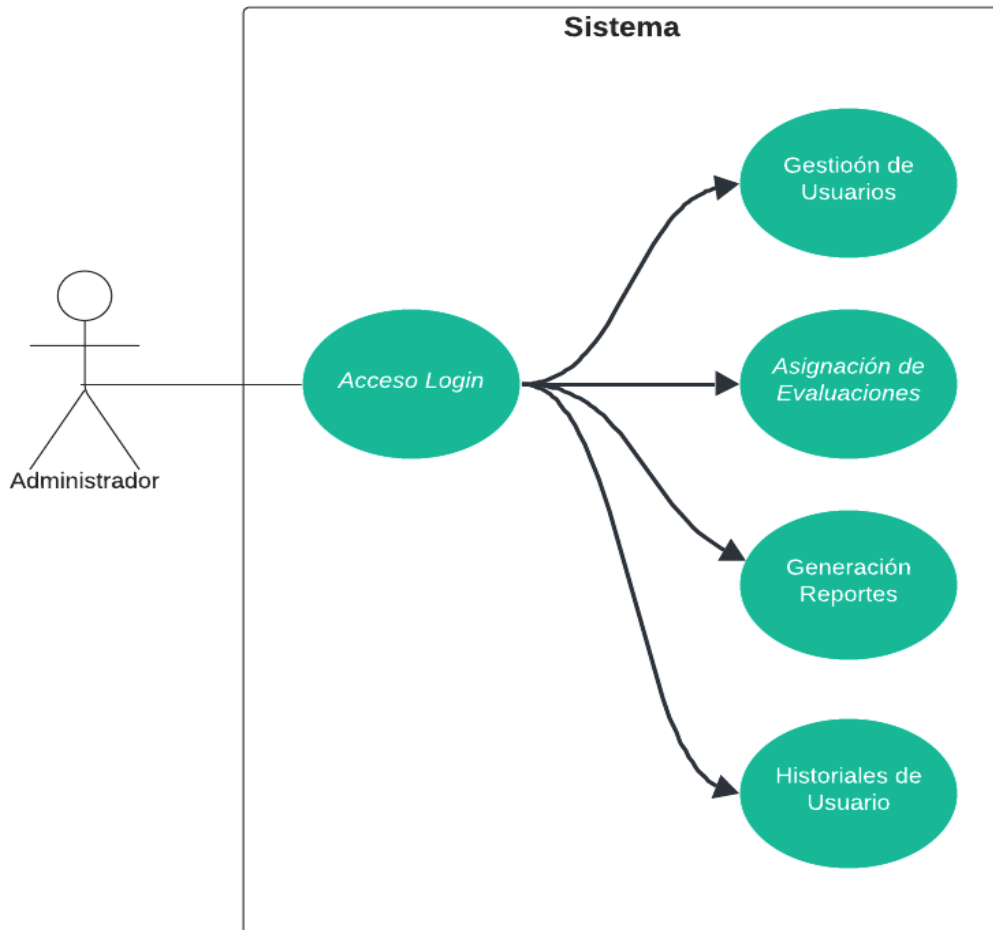 Sistema
Gestioón de
Usuarios
Acceso Login
Asignación de
Evaluaciones
Administrador
Generación
Reportes
Historiales de
Usuario